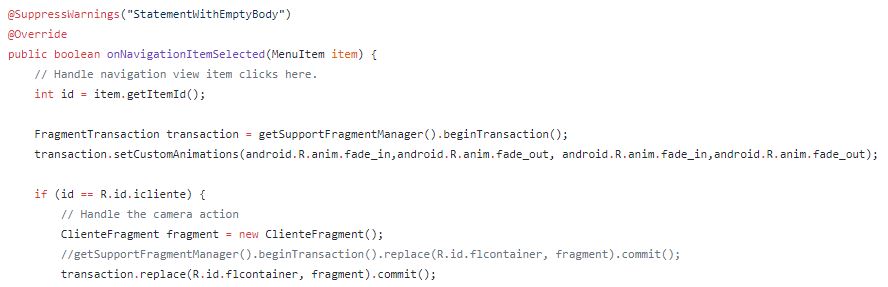 @SuppressWarnings("StatementWithEmptyBody")
@Override
public boolean onNavigationItemSelected(MenuItem item) {
    // Handle navigation view item clicks here.
    int id = item.getItemId();

    FragmentTransaction transaction = getSupportFragmentManager().beginTransaction();
    transaction.setCustomAnimations(android.R.anim.fade_in,android.R.anim.fade_out, android.R.anim.fade_in,android.R.anim.fade_out);

    if (id == R.id.icliente) {
        // Handle the camera action
        ClienteFragment fragment = new ClienteFragment();
        //getSupportFragmentManager().beginTransaction().replace(R.id.flcontainer, fragment).commit();
        transaction.replace(R.id.flcontainer, fragment).commit();